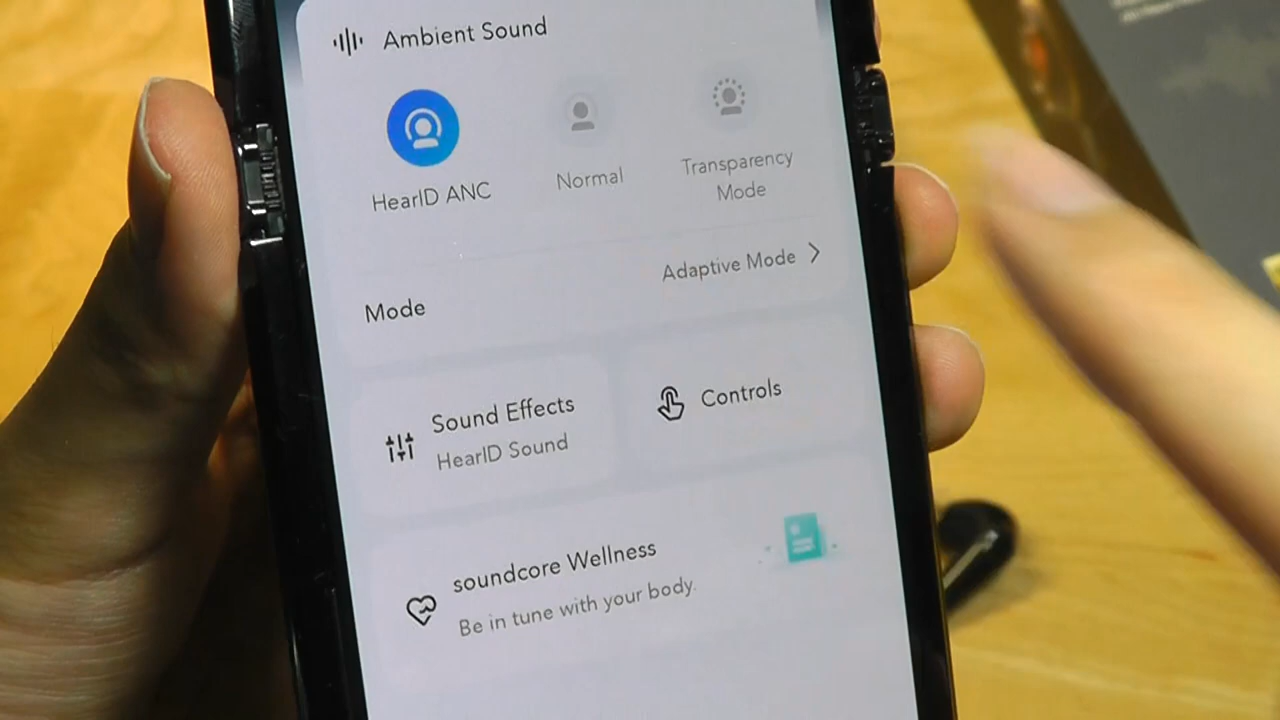 Ambient Sound
HearID ANC
Normal
Transparency
Mode
Mode
Adaptive Mode
Sound Effects
HearID Sound
Controls
soundcore Wellness
Be in tune with your body.